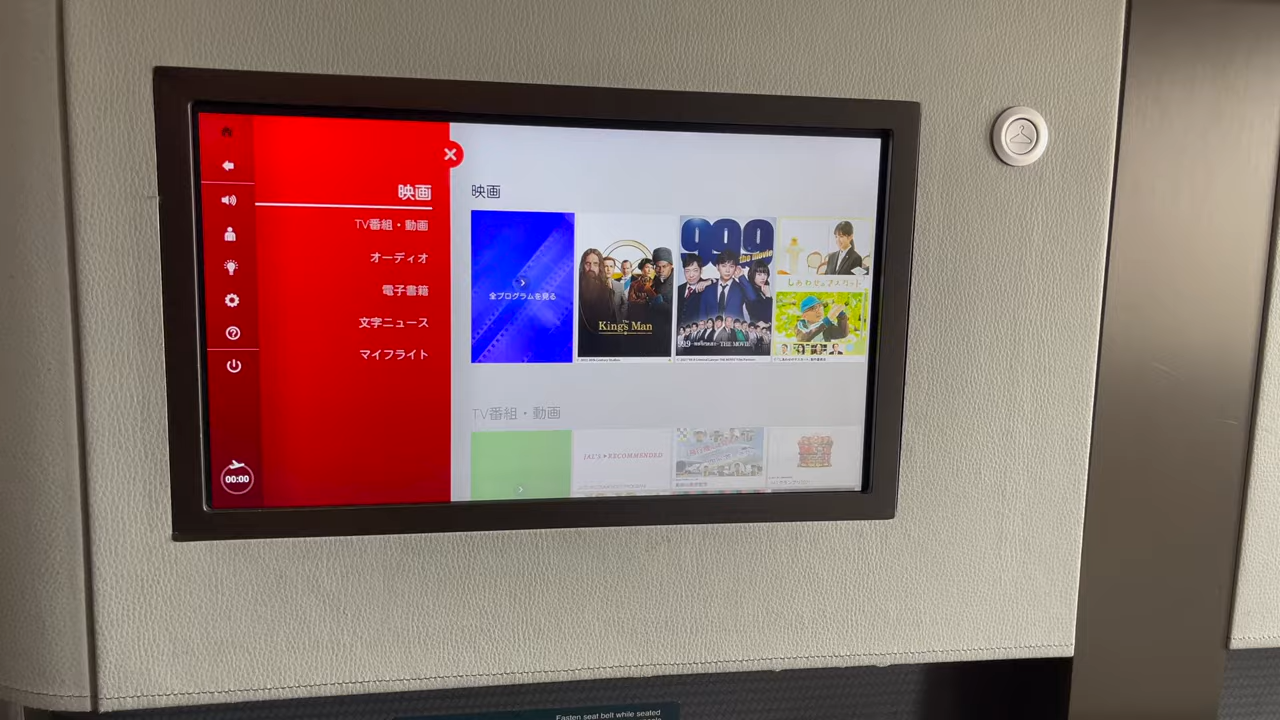 映画
TV番組・動画
オーディオ
電子書籍
文字ニュース
マイフライト
00:00
映画
全プログラムを見る
The
King's Man
999
the movie
THE MOVIE
しあわせのマスカット
TV番組・動画
JAL'S RECOMMENDED
Fasten seat belt while seated